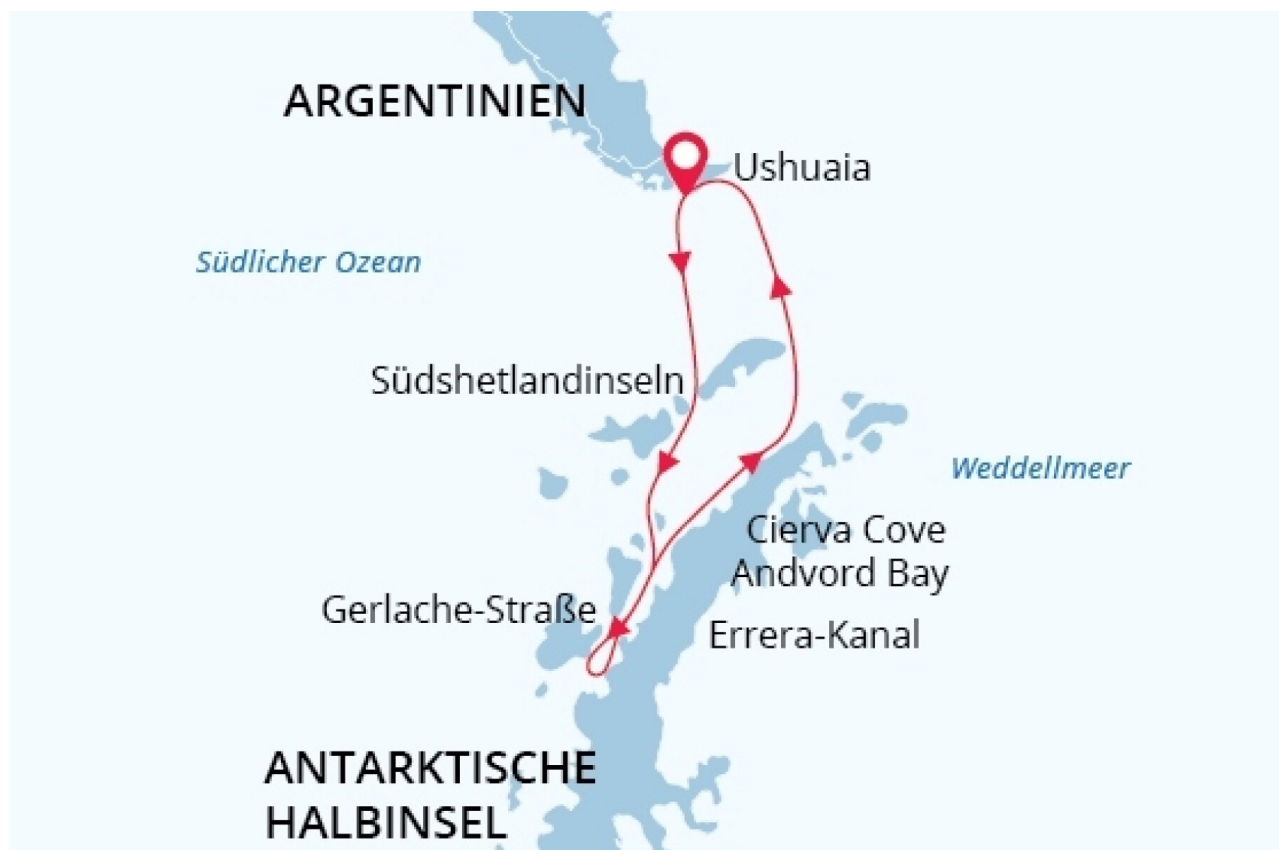 ARGENTINIEN
Ushuaia
Südlicher Ozean
Südshetlandinseln
Weddellmeer
Cierva Cove
Andvord Bay
Gerlache-Straße
Errera-Kanal
ANTARKTISCHE
HALBINSEL